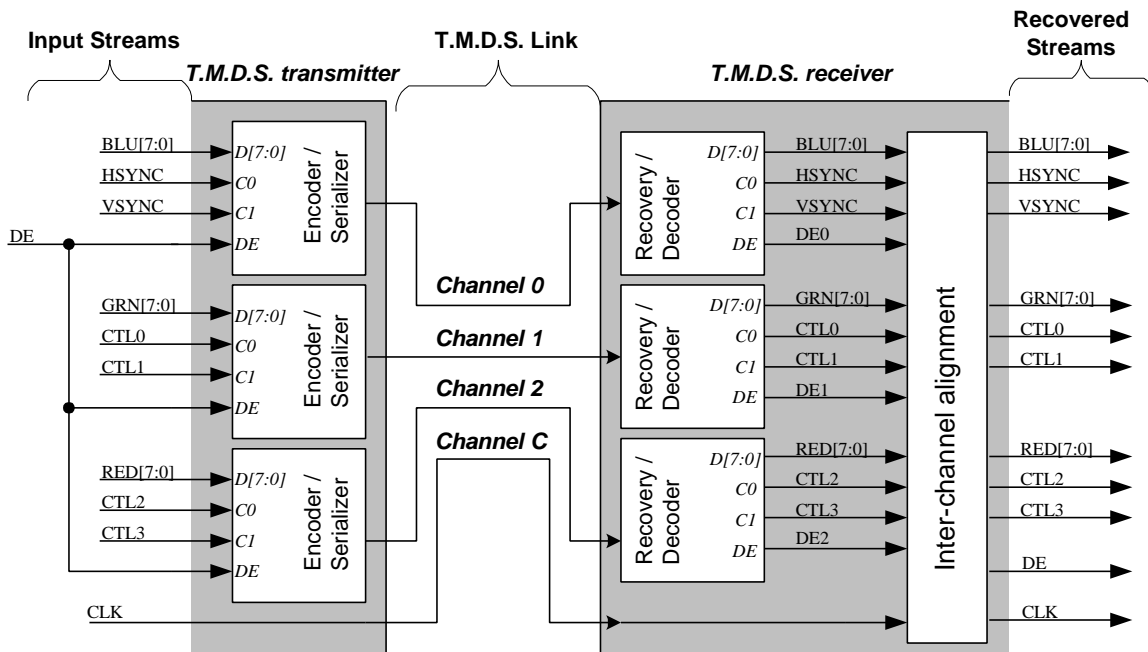 Input Streams
T.M.D.S. Link
Recovered
Streams
T.M.D.S. transmitter
T.M.D.S. receiver
BLU[7:0]
HSYNC
VSYNC
DE
D[7:0]
C0
C1
DE
Encoder /
Serializer
GRN[7:0]
CTL0
CTL1
D[7:0]
C0
C1
DE
Encoder /
Serializer
RED[7:0]
CTL2
CTL3
D[7:0]
C0
C1
DE
Encoder /
Serializer
CLK
Channel 0
Channel 1
Channel 2
Channel C
Recovery /
Decoder
D[7:0]
C0
C1
DE
BLU[7:0]
HSYNC
VSYNC
DE0
Recovery /
Decoder
D[7:0]
C0
C1
DE
GRN[7:0]
CTL0
CTL1
DE1
Recovery /
Decoder
D[7:0]
C0
C1
DE
RED[7:0]
CTL2
CTL3
DE2
Inter-channel alignment
BLU[7:0]
HSYNC
VSYNC
GRN[7:0]
CTL0
CTL1
RED[7:0]
CTL2
CTL3
DE
CLK